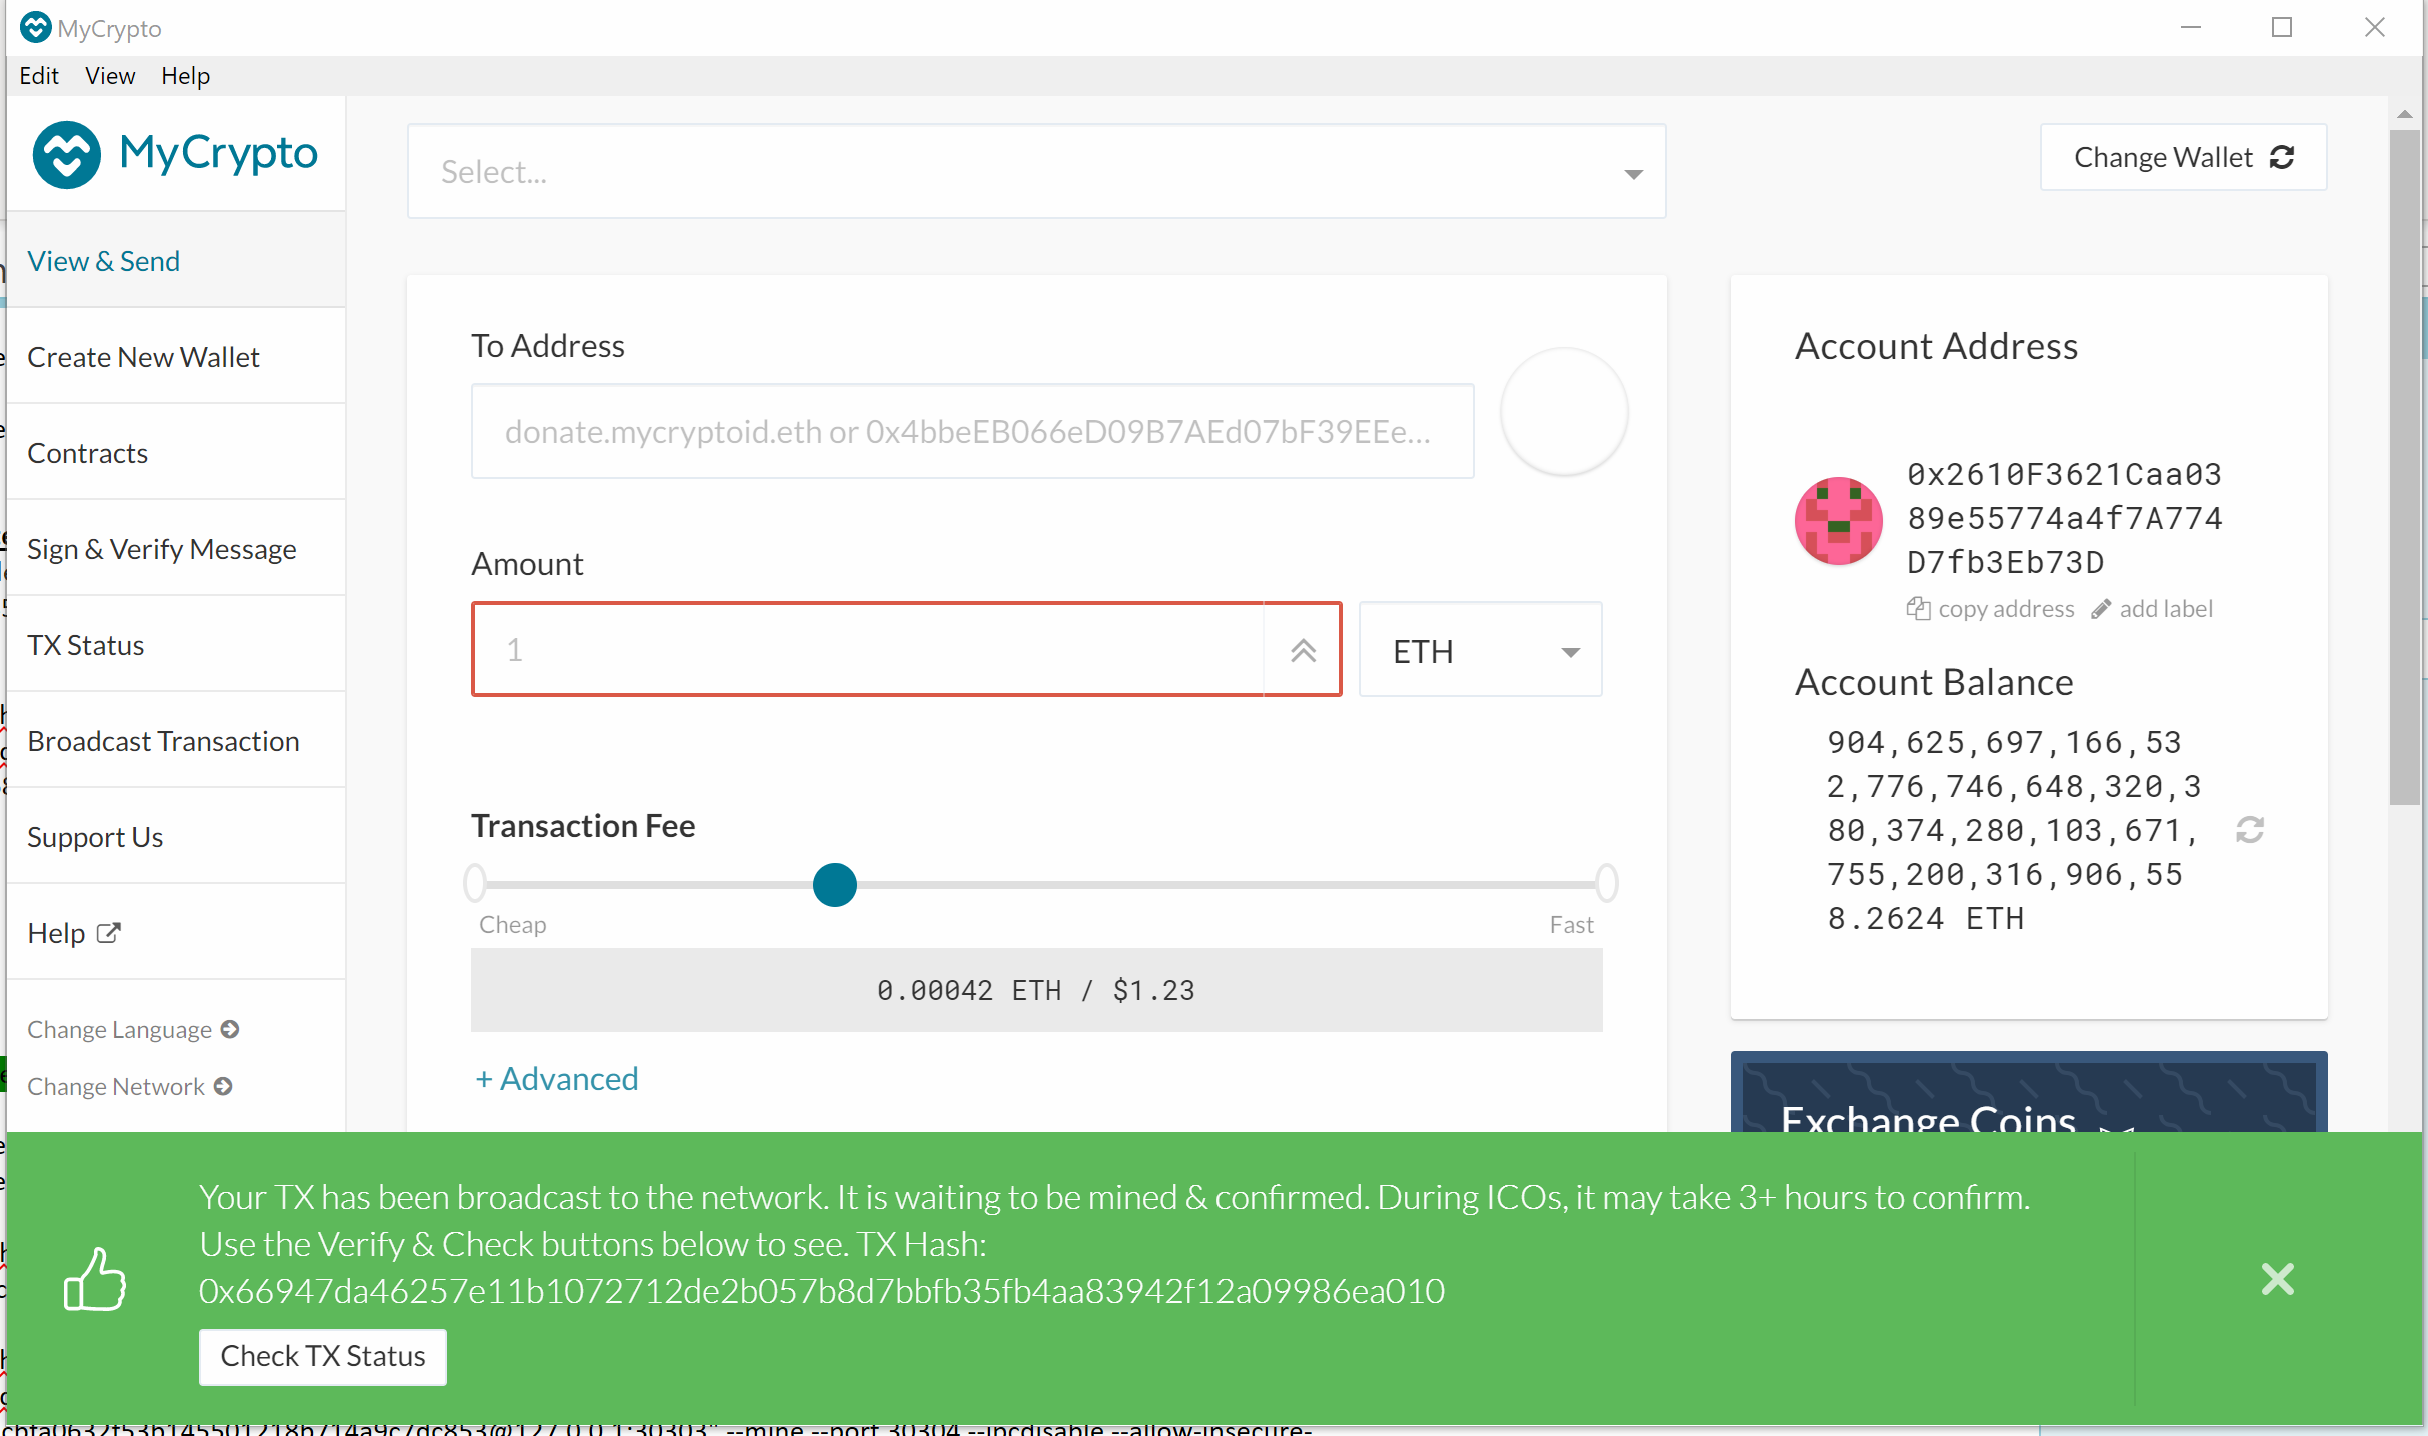 MyCrypto
Edit View Help
MyCrypto
Select...
Change Wallet
View & Send
Create New Wallet
Contracts
Sign & Verify Message
TX Status
Broadcast Transaction
Support Us
Help
Change Language
Change Network
To Address
donate.mycryptoid.eth or 0x4bbeEB066eD09B7AEd07bF39EEe...
Amount
1
ETH
Transaction Fee
Cheap
Fast
0.00042 ETH / $1.23
+ Advanced
Account Address
0x2610F3621Caa03
89e55774a4f7A774
D7fb3Eb73D
copy address
add label
Account Balance
904,625,697,166,53
2,776,746,648,320,3
80,374,280,103,671,
755,200,316,906,55
8.2624 ETH
Exchange Coins
Your TX has been broadcast to the network. It is waiting to be mined & confirmed. During ICOs, it may take 3+ hours to confirm.
Use the Verify & Check buttons below to see. TX Hash:
0x66947da46257e11b1072712de2b057b8d7bbfb35fb4aa83942f12a09986ea010
Check TX Status
--mine --port 30304 --ipcdisable --allow-insecure-